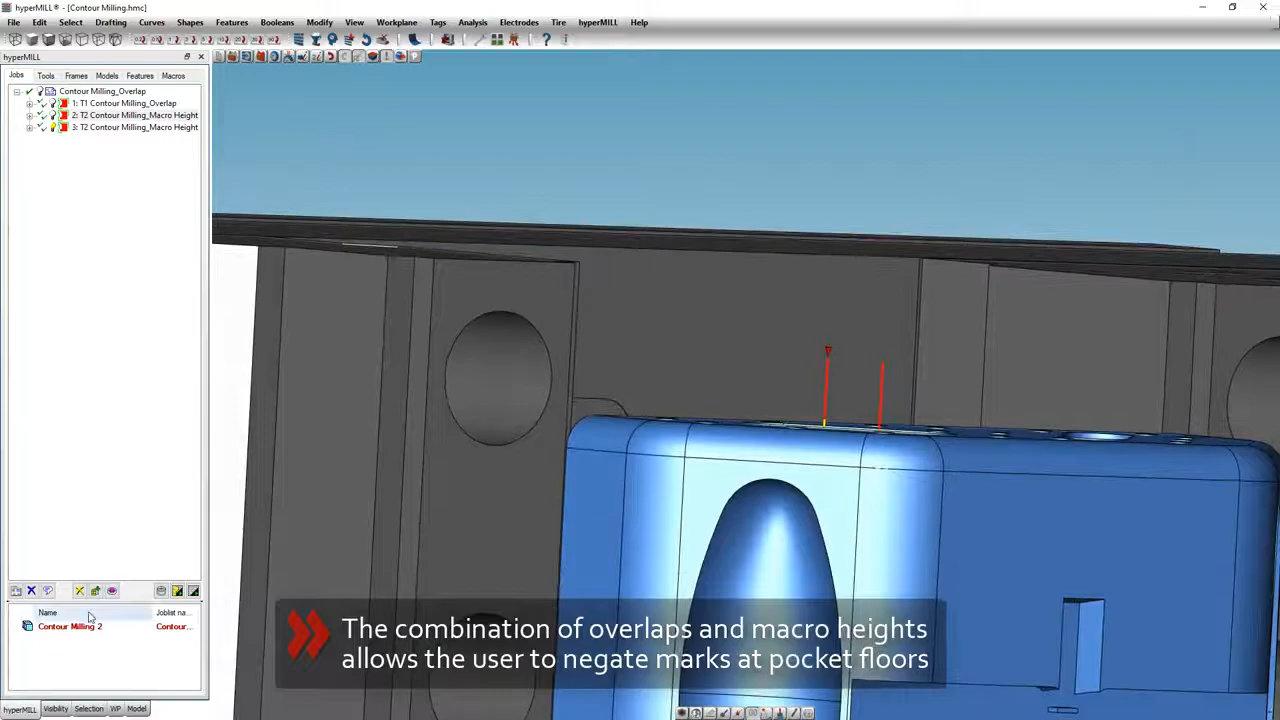 hyperMILL® - [Contour Milling.hmc]
File Edit Select Drafting Curves Shapes Features Booleans Modify View Workplane Tags Analysis Electrodes Tire hyperMILL Help
hyperMILL
Jobs Tools Frames Models Features Macros
Contour Milling_Overlap
1: T1 Contour Milling_Overlap
2: T2 Contour Milling_Macro Height
3: T2 Contour Milling_Macro Height
Name Joblist na...
Contour Milling 2 Contour...
The combination of overlaps and macro heights
allows the user to negate marks at pocket floors
hyperMILL Visibility Selection WP Model